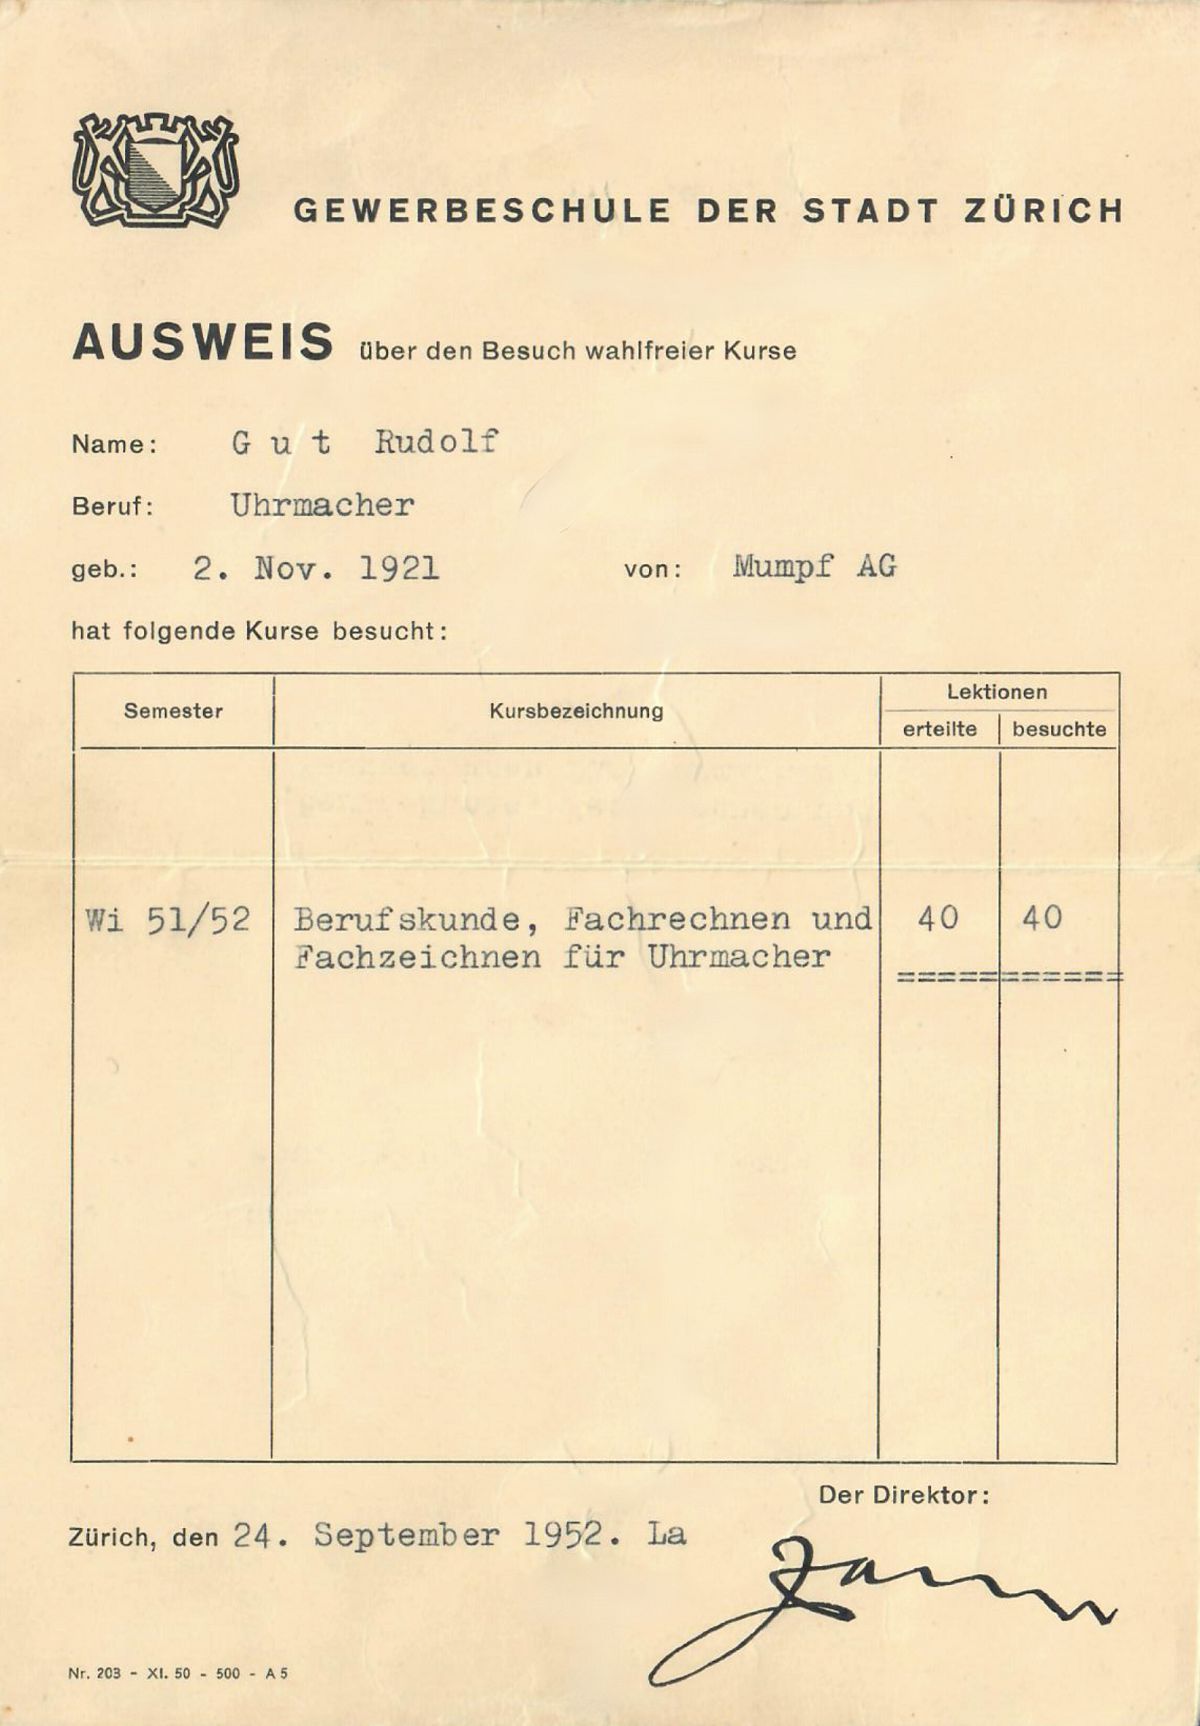 GEWERBESCHULE DER STADT ZÜRICH
AUSWEIS über den Besuch wahlfreier Kurse
Name: G u t Rudolf
Beruf: Uhrmacher
geb.: 2. Nov. 1921 von: Mumpf AG
hat folgende Kurse besucht:
Semester Kursbezeichnung Lektionen
erteilte besuchte
Wi 51/52 Berufskunde, Fachrechnen und 40 40
Fachzeichnen für Uhrmacher
===========
Der Direktor:
Zürich, den 24. September 1952. La
Nr. 203 - XI. 50 - 500 - A 5